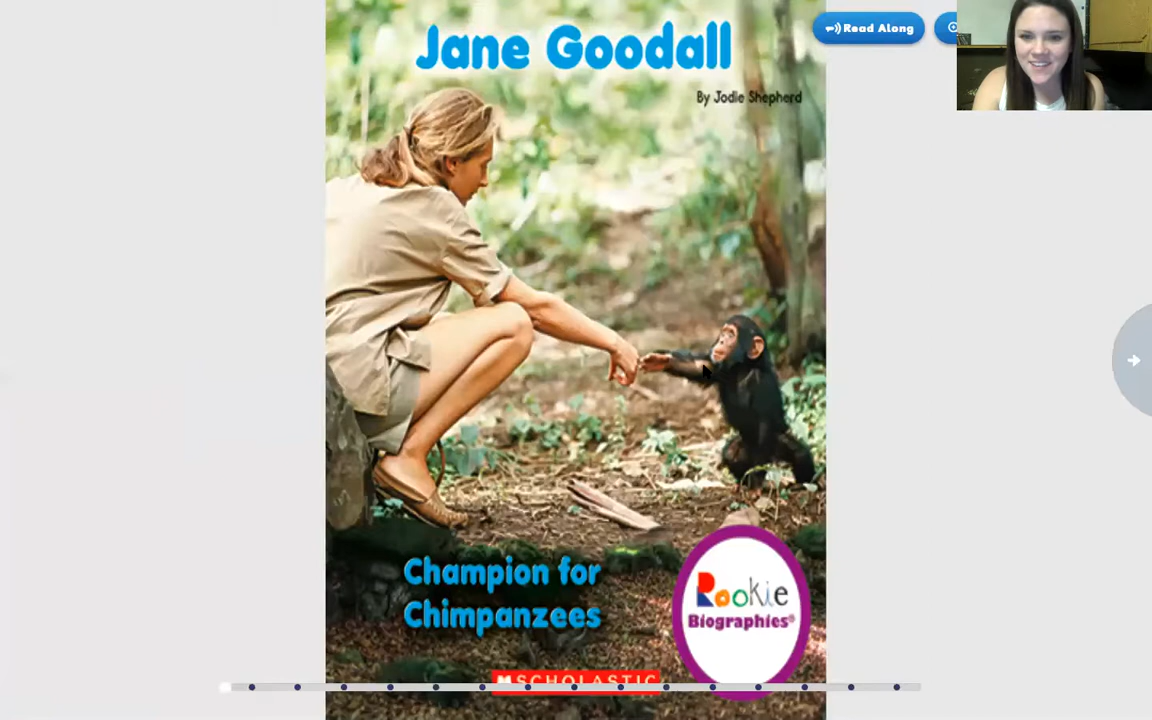 Jane Goodall
Read Along
By Jodie Shepherd
Champion for
Chimpanzees
Rookie
Biographies®
SCHOLASTIC